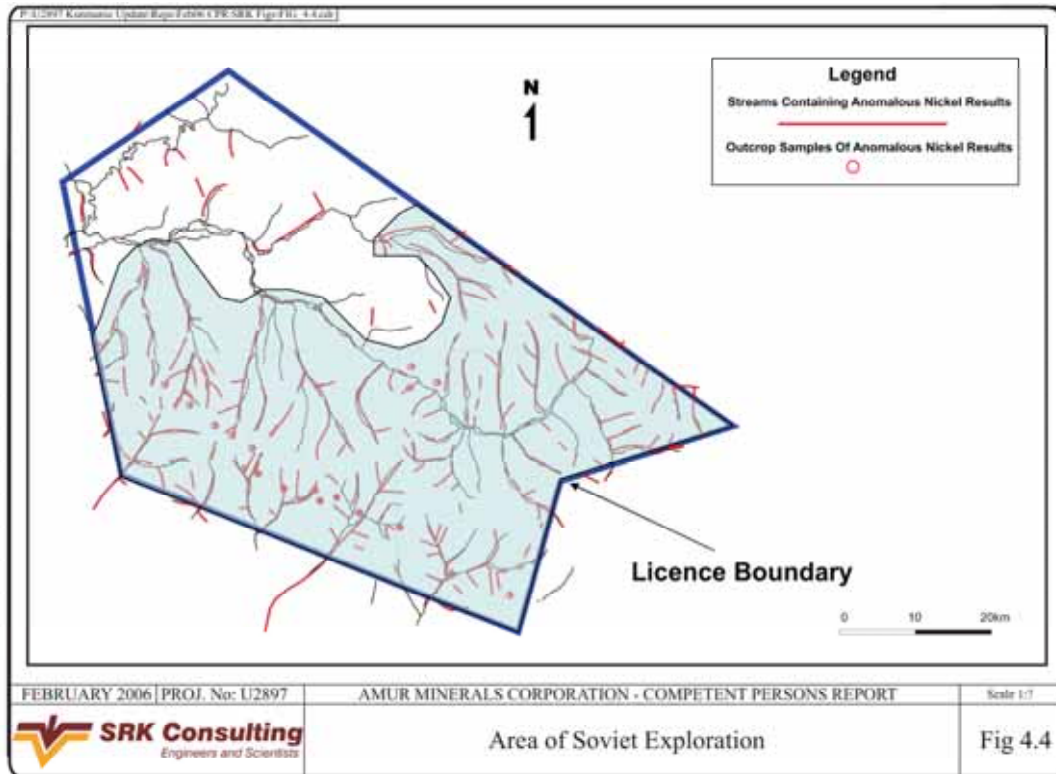 Legend
N
Streams Containing Anomalous Nickel Results
Outcrop Samples Of Anomalous Nickel Results
Licence Boundary
0 20km
FEBRUARY 2006 PROJ. No: U2897 AMUR MINERALS CORPORATION - COMPETENT PERSONS REPORT
SRK Consulting
Engineers and Scientists
Area of Soviet Exploration
Fig 4.4